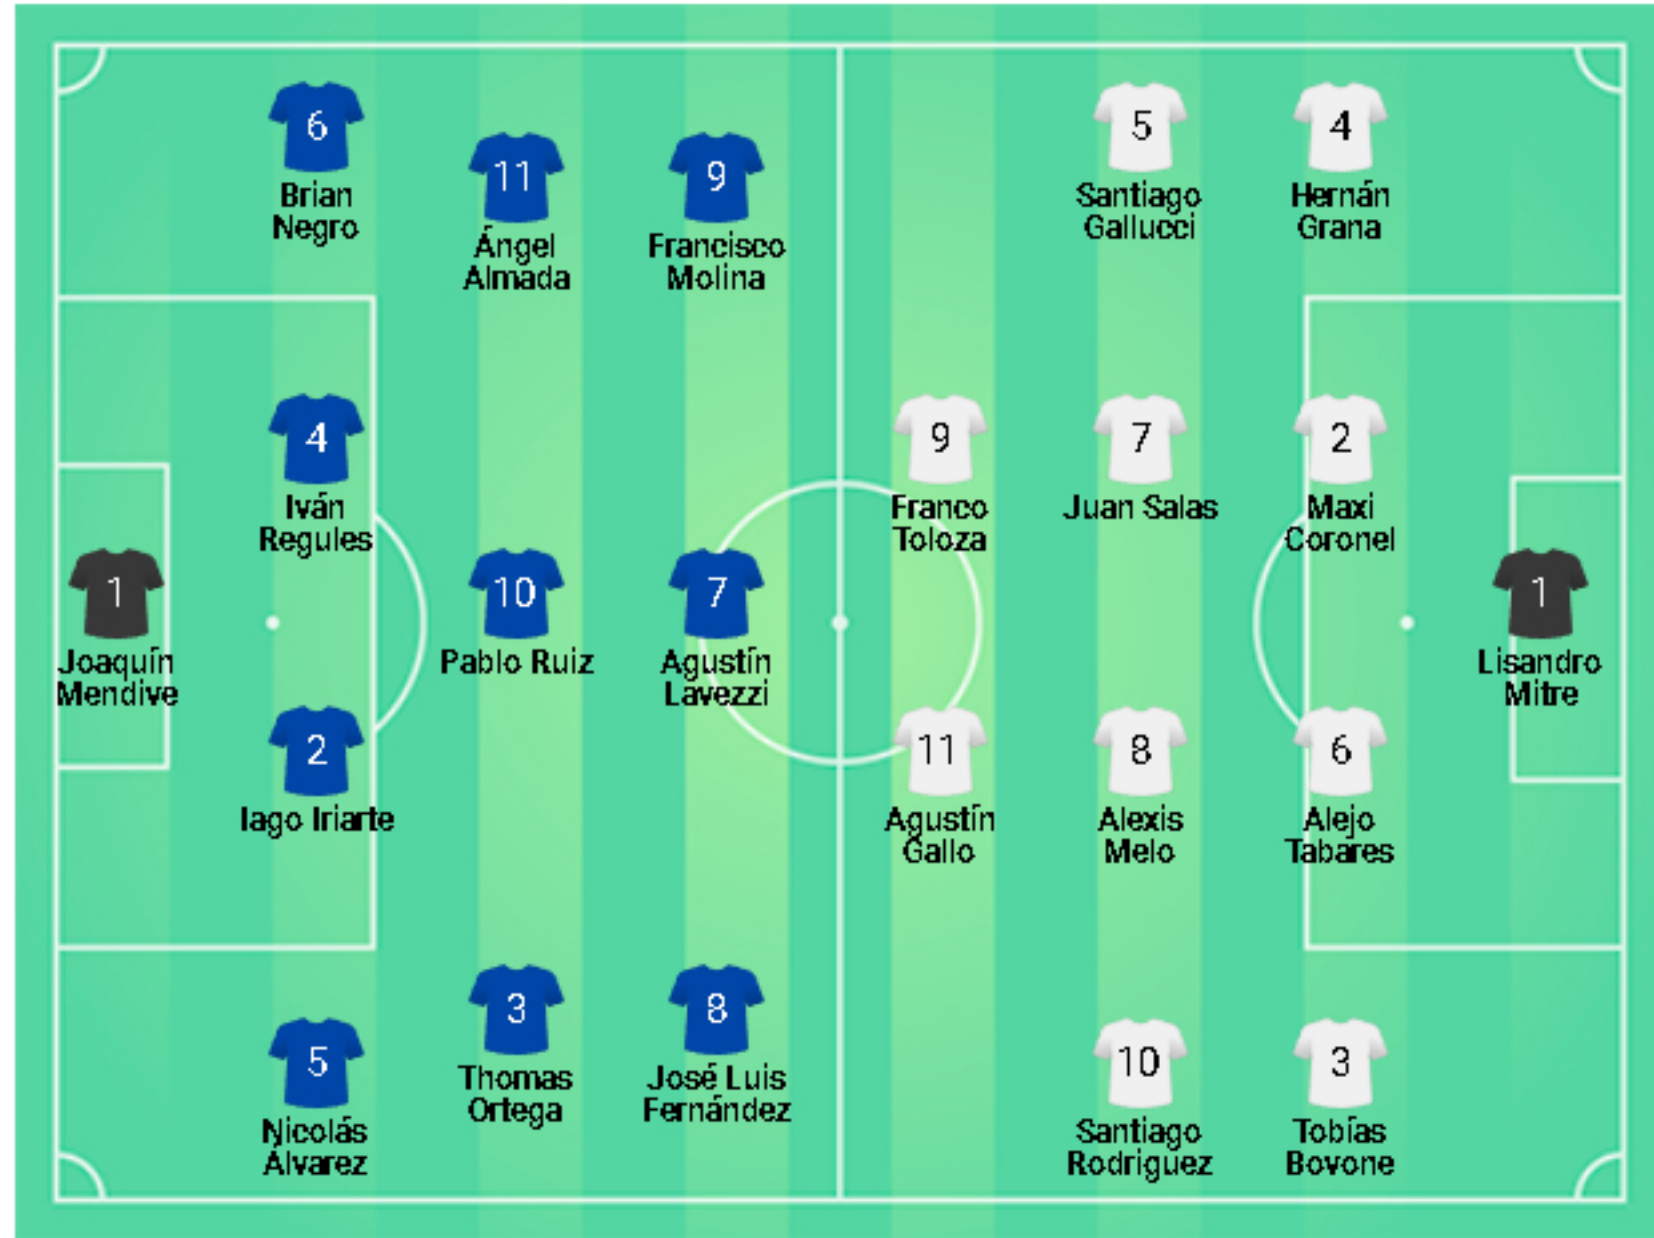 6
Brian
Negro
11
Ángel
Almada
9
Francisco
Molina
5
Santiago
Gallucci
4
Hernán
Grana
4
Iván
Regules
9
Franco
Toloza
7
Juan Salas
2
Maxi
Coronel
1
Joaquín
Mendive
10
Pablo Ruiz
7
Agustín
Lavezzi
1
Lisandro
Mitre
2
Iago Iriarte
11
Agustín
Gallo
8
Alexis
Melo
6
Alejo
Tabares
5
Nicolás
Álvarez
3
Thomas
Ortega
8
José Luis
Fernández
10
Santiago
Rodriguez
3
Tobías
Bovone